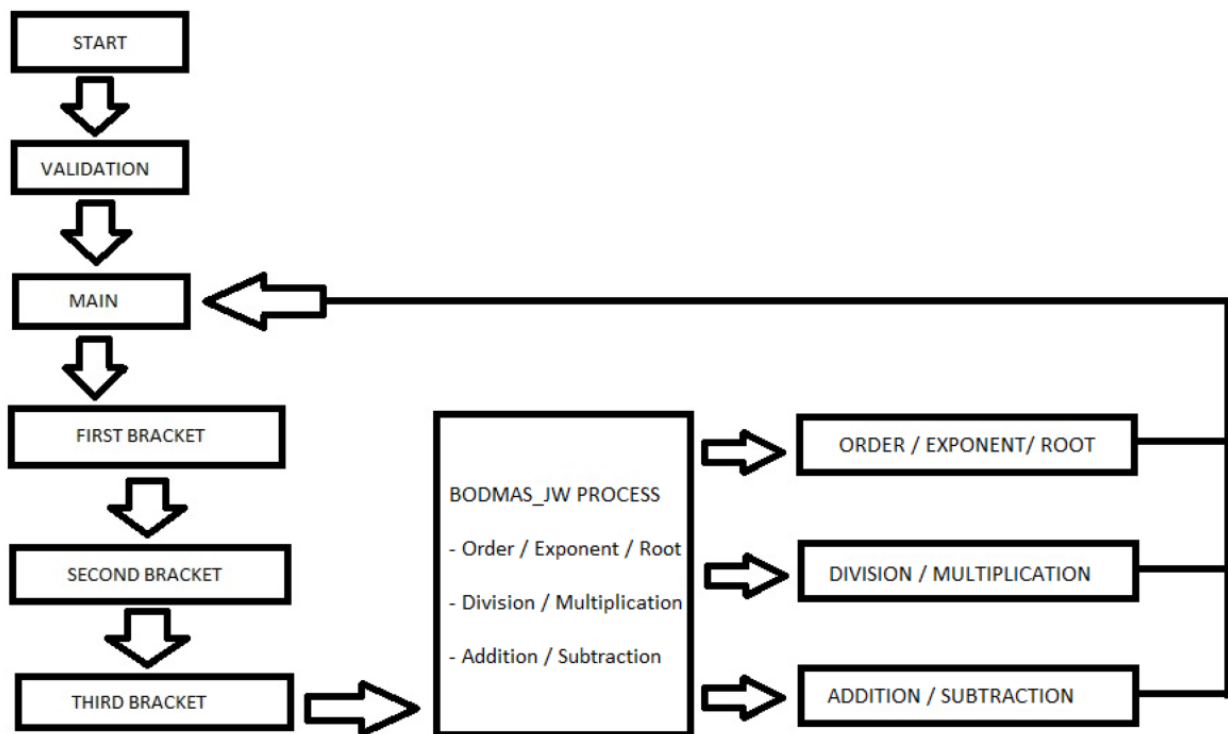 START
VALIDATION
MAIN
FIRST BRACKET
SECOND BRACKET
THIRD BRACKET
BODMAS_JW PROCESS
- Order / Exponent / Root
- Division / Multiplication
- Addition / Subtraction
ORDER / EXPONENT/ ROOT
DIVISION / MULTIPLICATION
ADDITION / SUBTRACTION